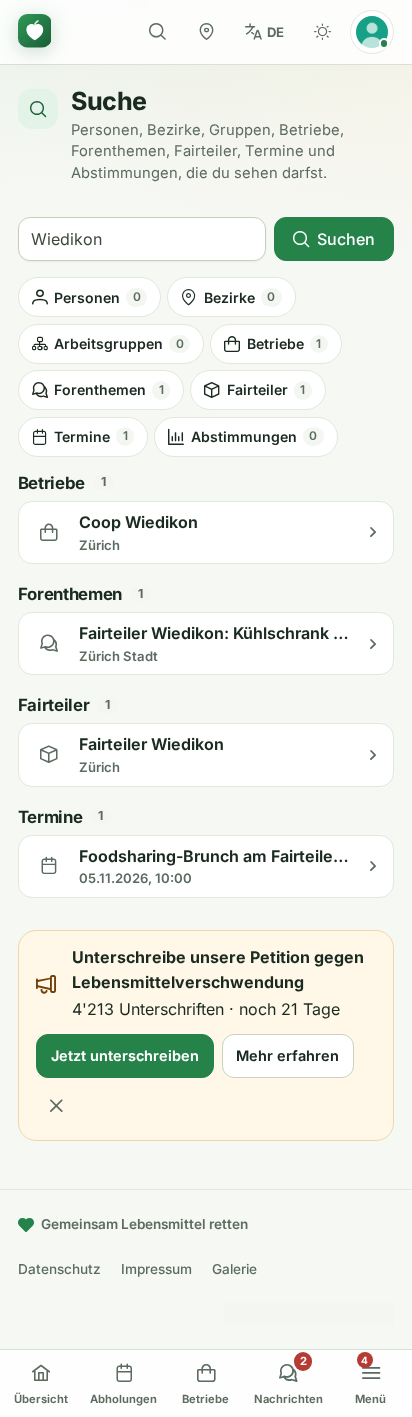 DE
Suche
Personen, Bezirke, Gruppen, Betriebe,
Forenthemen, Fairteiler, Termine und
Abstimmungen, die du sehen darfst.
Wiedikon
Suchen
Personen 0
Bezirke 0
Arbeitsgruppen 0
Betriebe 1
Forenthemen 1
Fairteiler 1
Termine 1
Abstimmungen 0
Betriebe 1
Coop Wiedikon
Zürich
Forenthemen 1
Fairteiler Wiedikon: Kühlschrank ...
Zürich Stadt
Fairteiler 1
Fairteiler Wiedikon
Zürich
Termine 1
Foodsharing-Brunch am Fairteile...
05.11.2026, 10:00
Unterschreibe unsere Petition gegen
Lebensmittelverschwendung
4'213 Unterschriften · noch 21 Tage
Jetzt unterschreiben
Mehr erfahren
Gemeinsam Lebensmittel retten
Datenschutz Impressum Galerie
2
4
Übersicht Abholungen Betriebe Nachrichten Menü